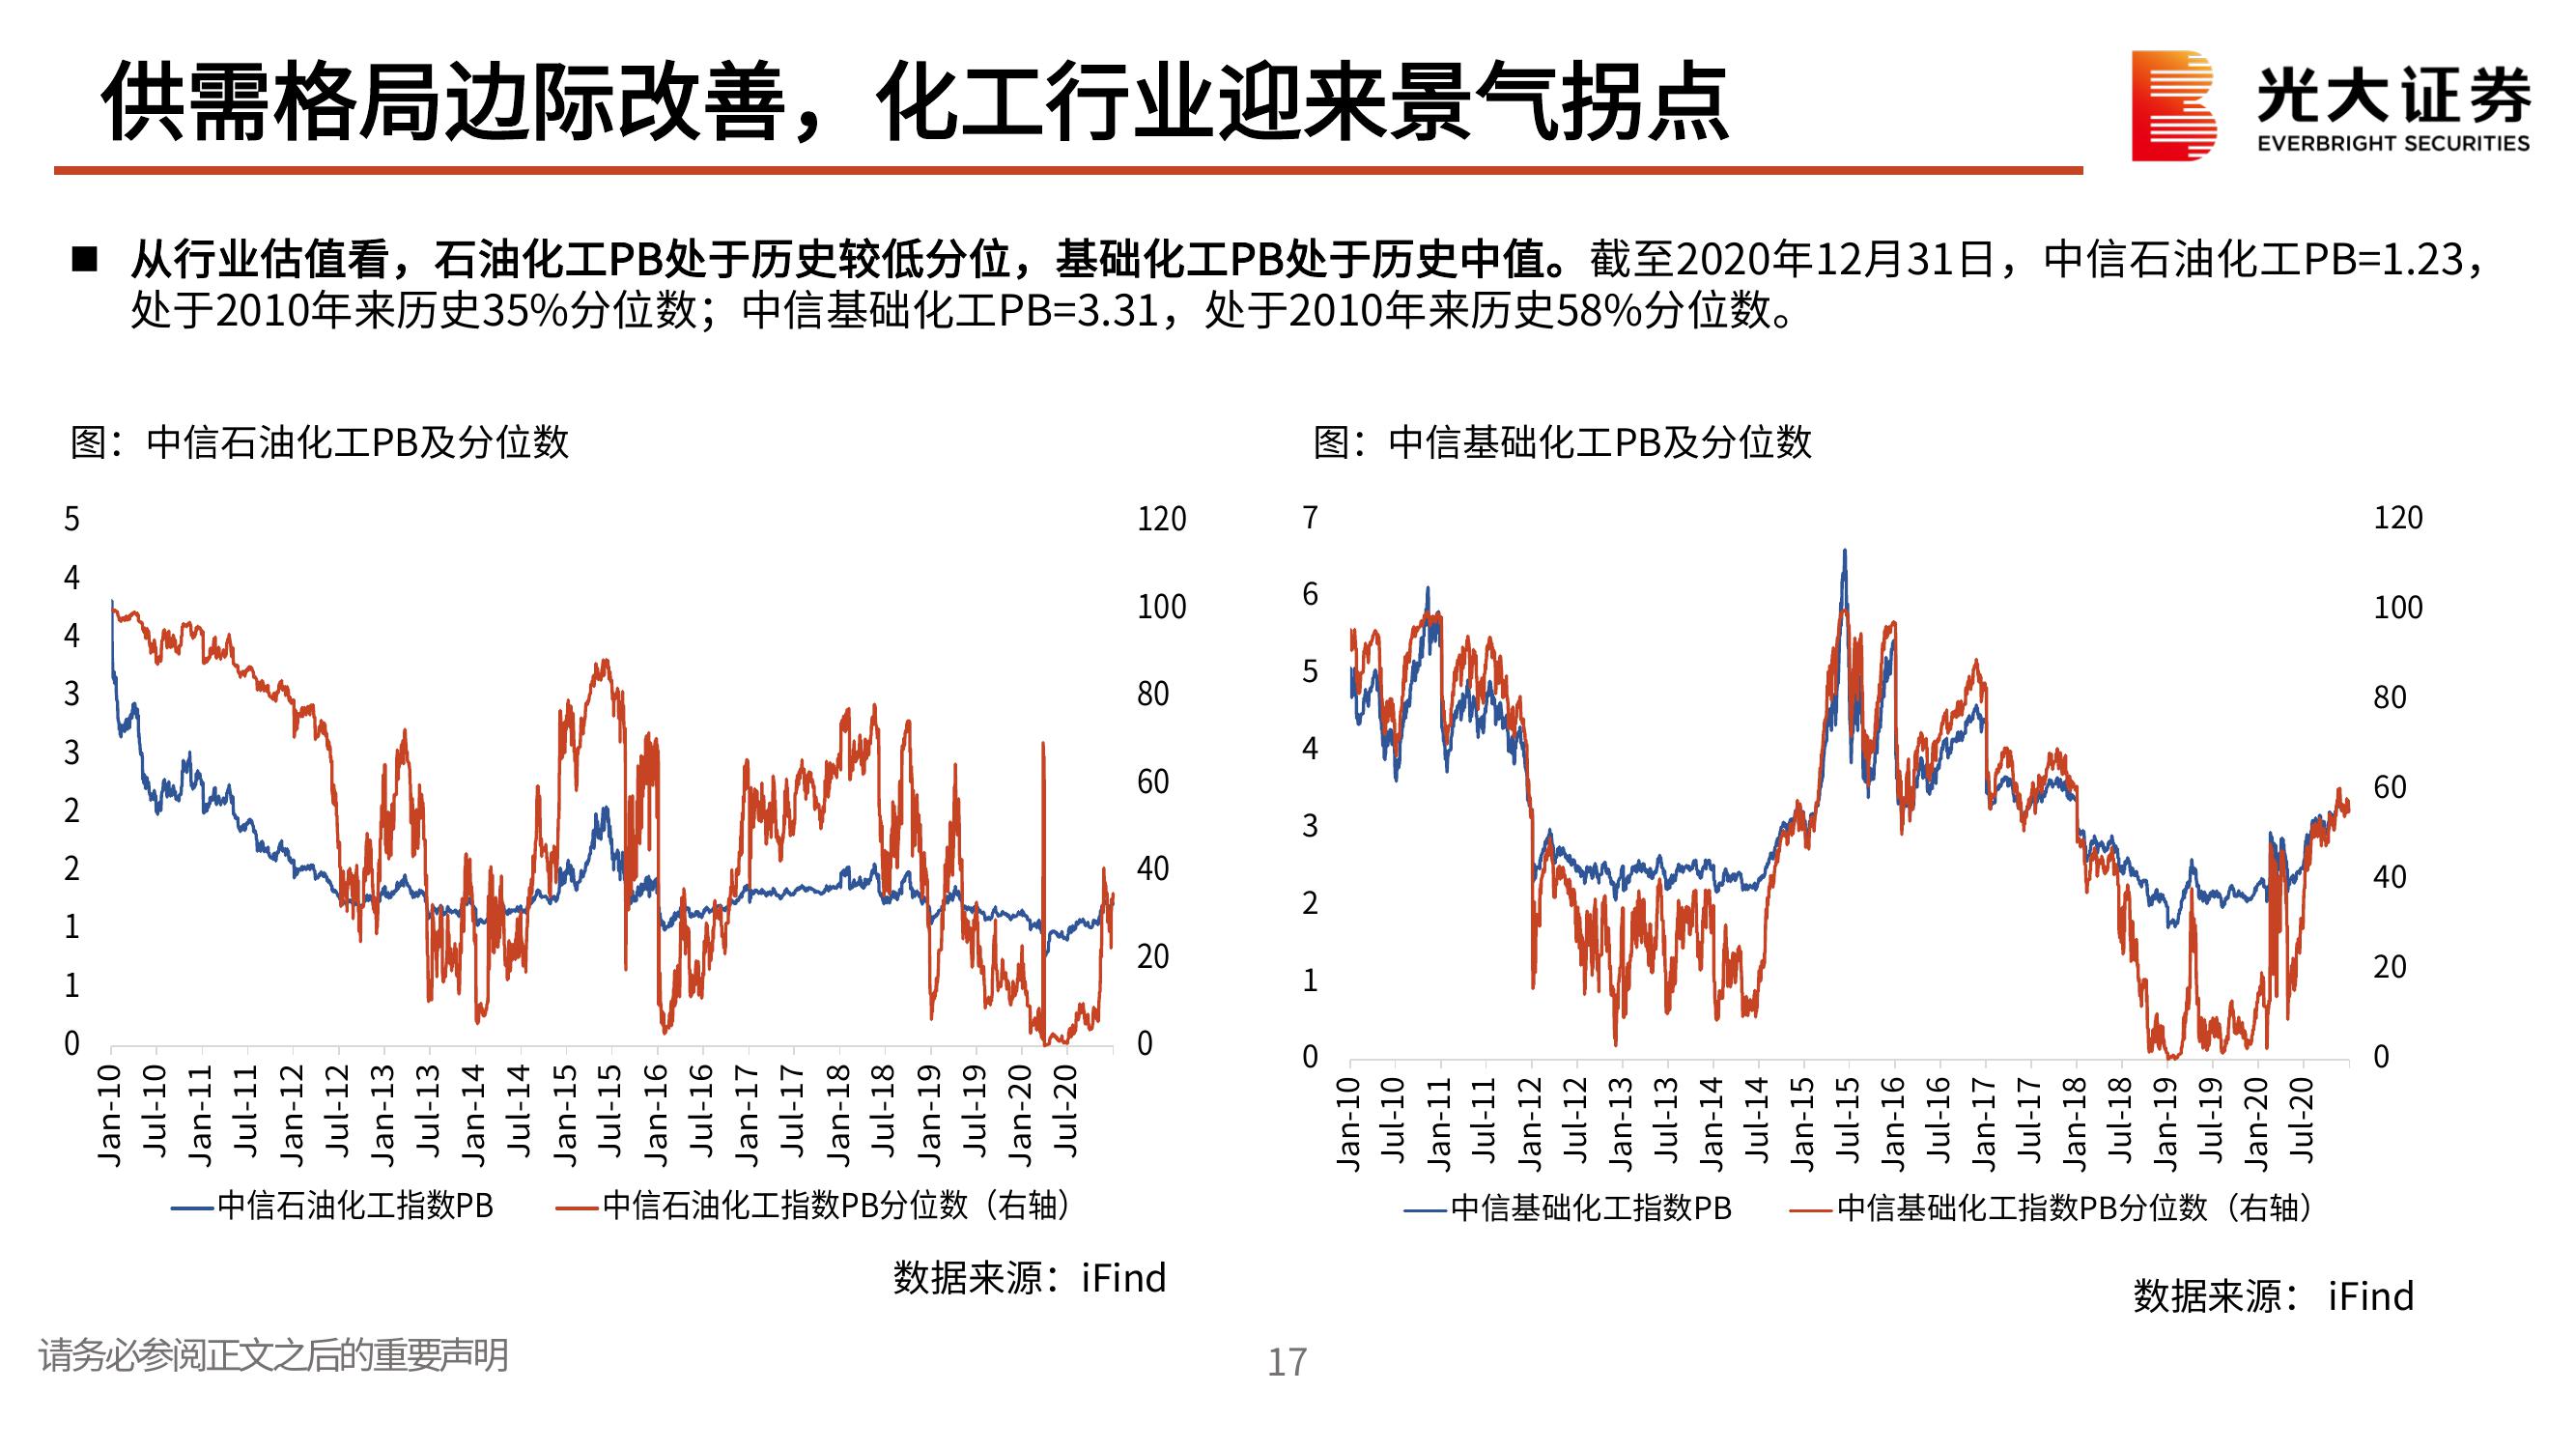 供需格局边际改善，化工行业迎来景气拐点
光大证券
EVERBRIGHT SECURITIES
■ 从行业估值看，石油化工PB处于历史较低分位，基础化工PB处于历史中值。截至2020年12月31日，中信石油化工PB=1.23，
处于2010年来历史35%分位数；中信基础化工PB=3.31，处于2010年来历史58%分位数。
图：中信石油化工PB及分位数
5
4
4
3
3
2
2
1
1
0
120
100
80
60
40
20
0
Jan-10 Jul-10 Jan-11 Jul-11 Jan-12 Jul-12 Jan-13 Jul-13 Jan-14 Jul-14 Jan-15 Jul-15 Jan-16 Jul-16 Jan-17 Jul-17 Jan-18 Jul-18 Jan-19 Jul-19 Jan-20 Jul-20
中信石油化工指数PB 中信石油化工指数PB分位数（右轴）
数据来源：iFind
图：中信基础化工PB及分位数
7
6
5
4
3
2
1
0
120
100
80
60
40
20
0
Jan-10 Jul-10 Jan-11 Jul-11 Jan-12 Jul-12 Jan-13 Jul-13 Jan-14 Jul-14 Jan-15 Jul-15 Jan-16 Jul-16 Jan-17 Jul-17 Jan-18 Jul-18 Jan-19 Jul-19 Jan-20 Jul-20
中信基础化工指数PB 中信基础化工指数PB分位数（右轴）
数据来源： iFind
请务必参阅正文之后的重要声明
17